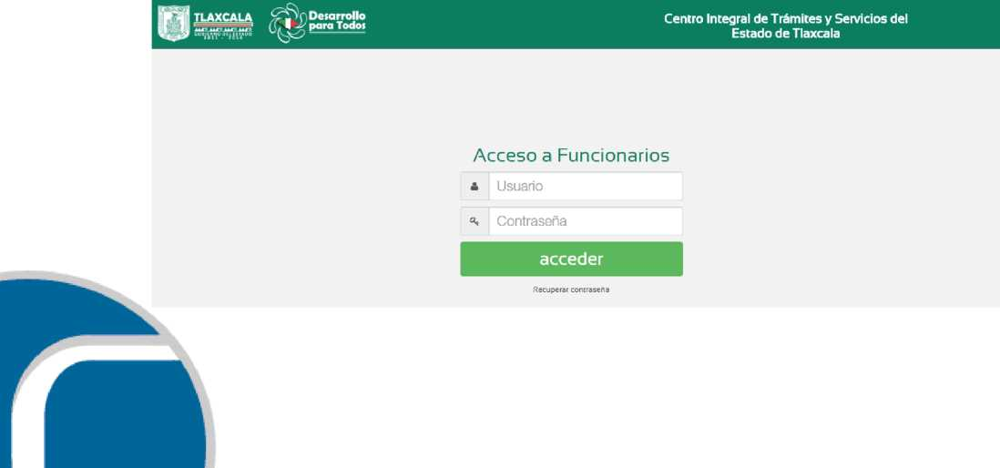 TLAXCALA
GOBIERNO DEL ESTADO
2011 - 2016
Desarrollo
para Todos
Centro Integral de Trámites y Servicios del
Estado de Tlaxcala
Acceso a Funcionarios
Usuario
Contraseña
acceder
Recuperar contraseña